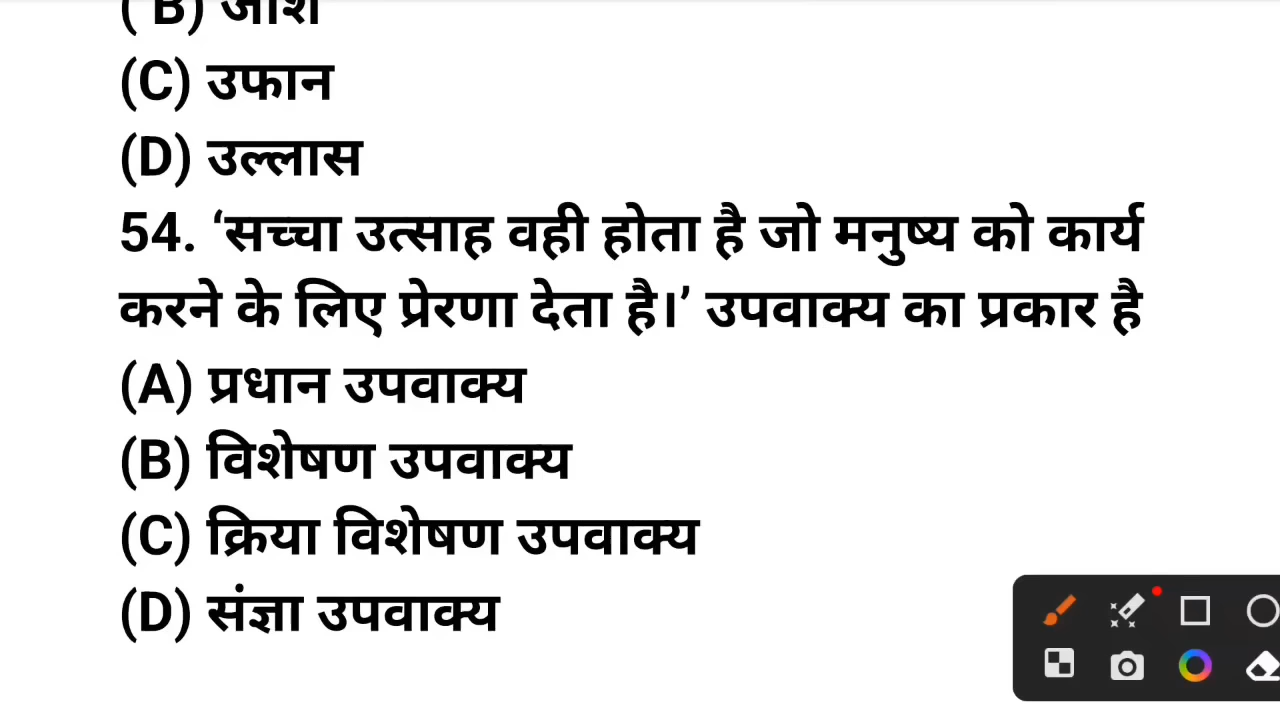 (B) जोश
(C) उफान
(D) उल्लास
54. ‘सच्चा उत्साह वही होता है जो मनुष्य को कार्य
करने के लिए प्रेरणा देता है।’ उपवाक्य का प्रकार है
(A) प्रधान उपवाक्य
(B) विशेषण उपवाक्य
(C) क्रिया विशेषण उपवाक्य
(D) संज्ञा उपवाक्य